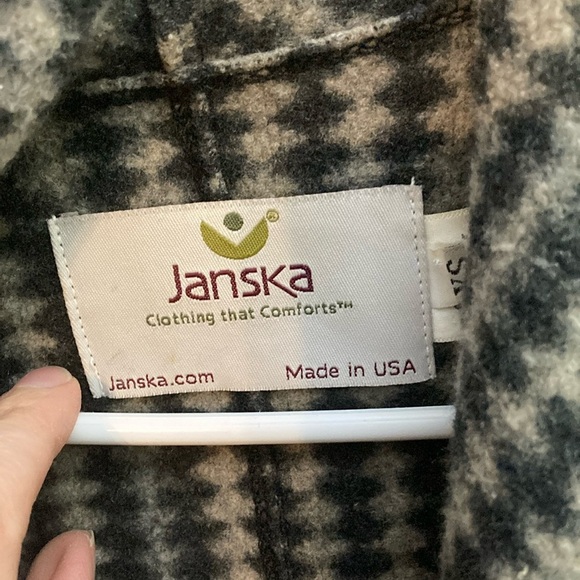 Janska
Clothing that Comforts™
Janska.com
Made in USA